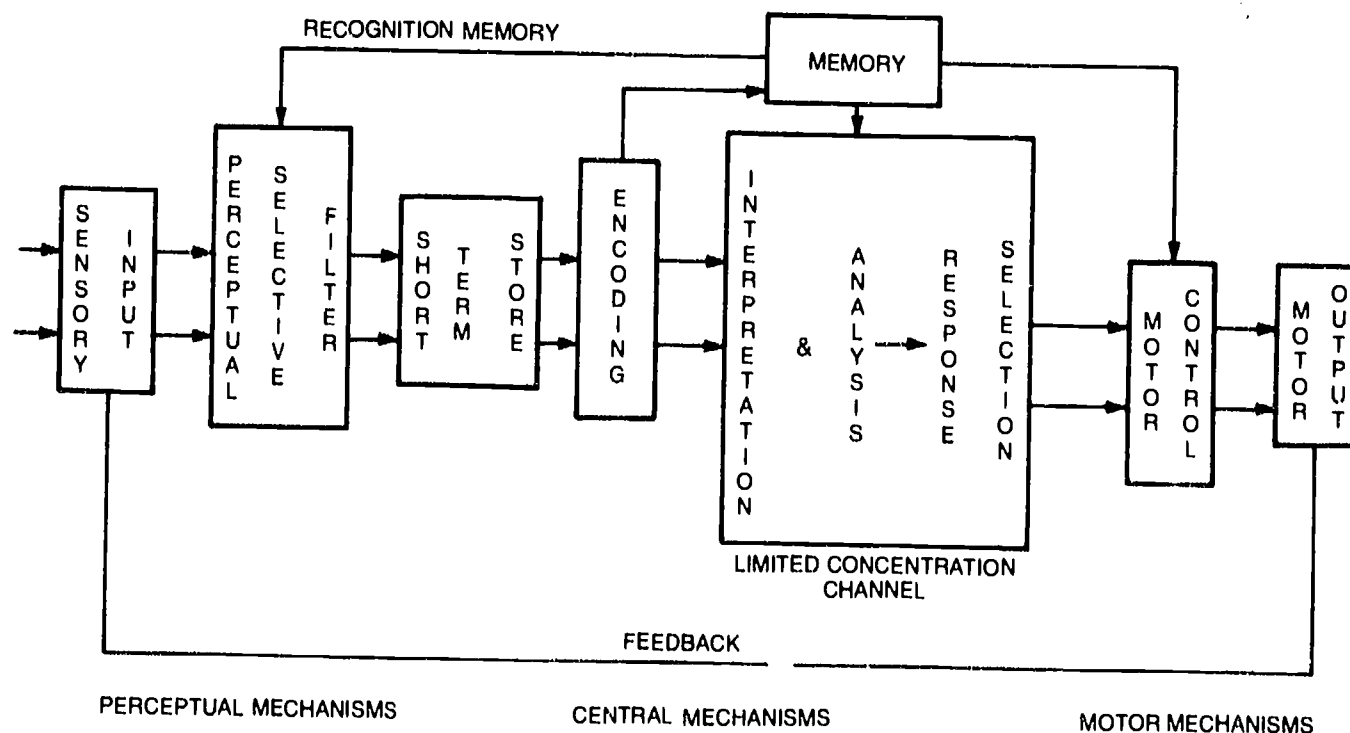 RECOGNITION MEMORY
MEMORY
SENSORY
INPUT
PERCEPTUAL
SELECTIVE
FILTER
SHORT
TERM
STORE
ENCODING
INTERPRETATION
&
ANALYSIS
RESPONSE
SELECTION
MOTOR
CONTROL
MOTOR
OUTPUT
LIMITED CONCENTRATION
CHANNEL
FEEDBACK
PERCEPTUAL MECHANISMS
CENTRAL MECHANISMS
MOTOR MECHANISMS